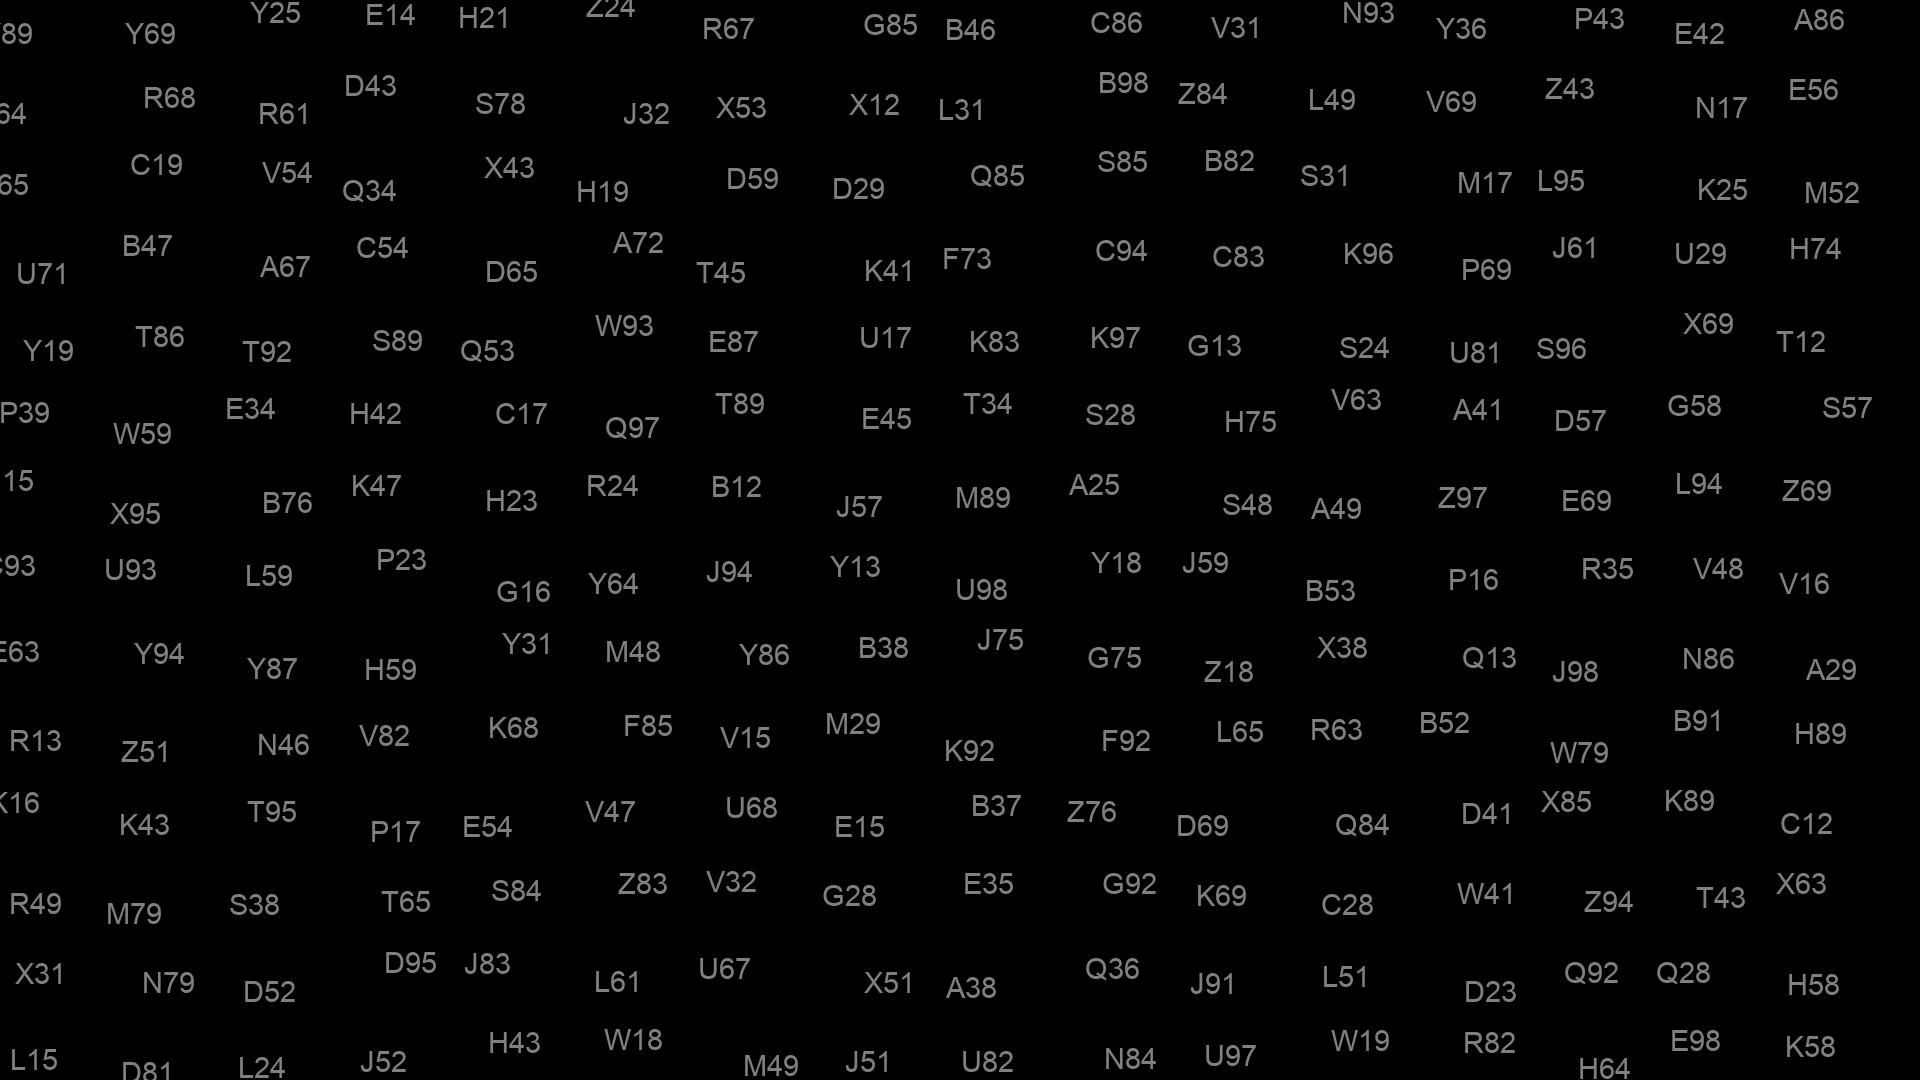 89 Y69 Y25 E14 H21 Z24 R67 G85 B46 C86 V31 N93 Y36 P43 E42 A86
64 R68 R61 D43 S78 J32 X53 X12 L31 B98 Z84 L49 V69 Z43 N17 E56
65 C19 V54 Q34 X43 H19 D59 D29 Q85 S85 B82 S31 M17 L95 K25 M52
U71 B47 A67 C54 D65 A72 T45 K41 F73 C94 C83 K96 P69 J61 U29 H74
Y19 T86 T92 S89 Q53 W93 E87 U17 K83 K97 G13 S24 U81 S96 X69 T12
P39 W59 E34 H42 C17 Q97 T89 E45 T34 S28 H75 V63 A41 D57 G58 S57
15 X95 B76 K47 H23 R24 B12 J57 M89 A25 S48 A49 Z97 E69 L94 Z69
93 U93 L59 P23 G16 Y64 J94 Y13 U98 Y18 J59 B53 P16 R35 V48 V16
E63 Y94 Y87 H59 Y31 M48 Y86 B38 J75 G75 Z18 X38 Q13 J98 N86 A29
R13 Z51 N46 V82 K68 F85 V15 M29 K92 F92 L65 R63 B52 W79 B91 H89
K16 K43 T95 P17 E54 V47 U68 E15 B37 Z76 D69 Q84 D41 X85 K89 C12
R49 M79 S38 T65 S84 Z83 V32 G28 E35 G92 K69 C28 W41 Z94 T43 X63
X31 N79 D52 D95 J83 L61 U67 X51 A38 Q36 J91 L51 D23 Q92 Q28 H58
L15 D81 L24 J52 H43 W18 M49 J51 U82 N84 U97 W19 R82 H64 E98 K58